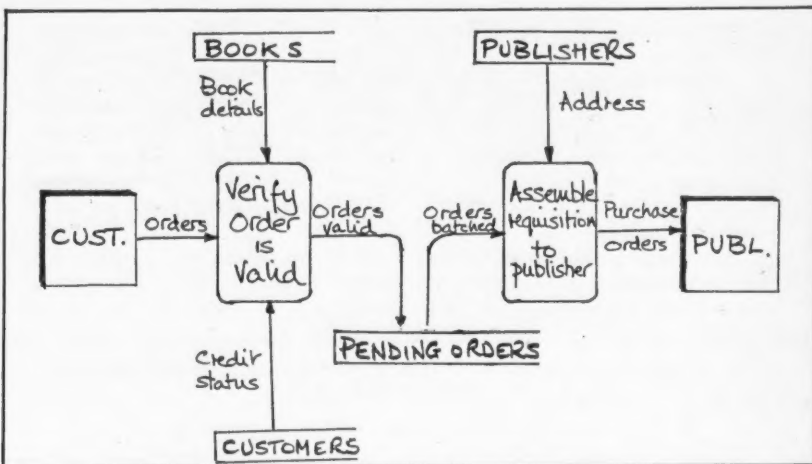 BOOKS
PUBLISHERS
Book
details
Address
CUST.
orders
Verify
Order
is
Valid
Orders
valid
Orders
batched
Assemble
requisition
to
publisher
Purchase
orders
PUBL.
PENDING ORDERS
Credit
status
CUSTOMERS